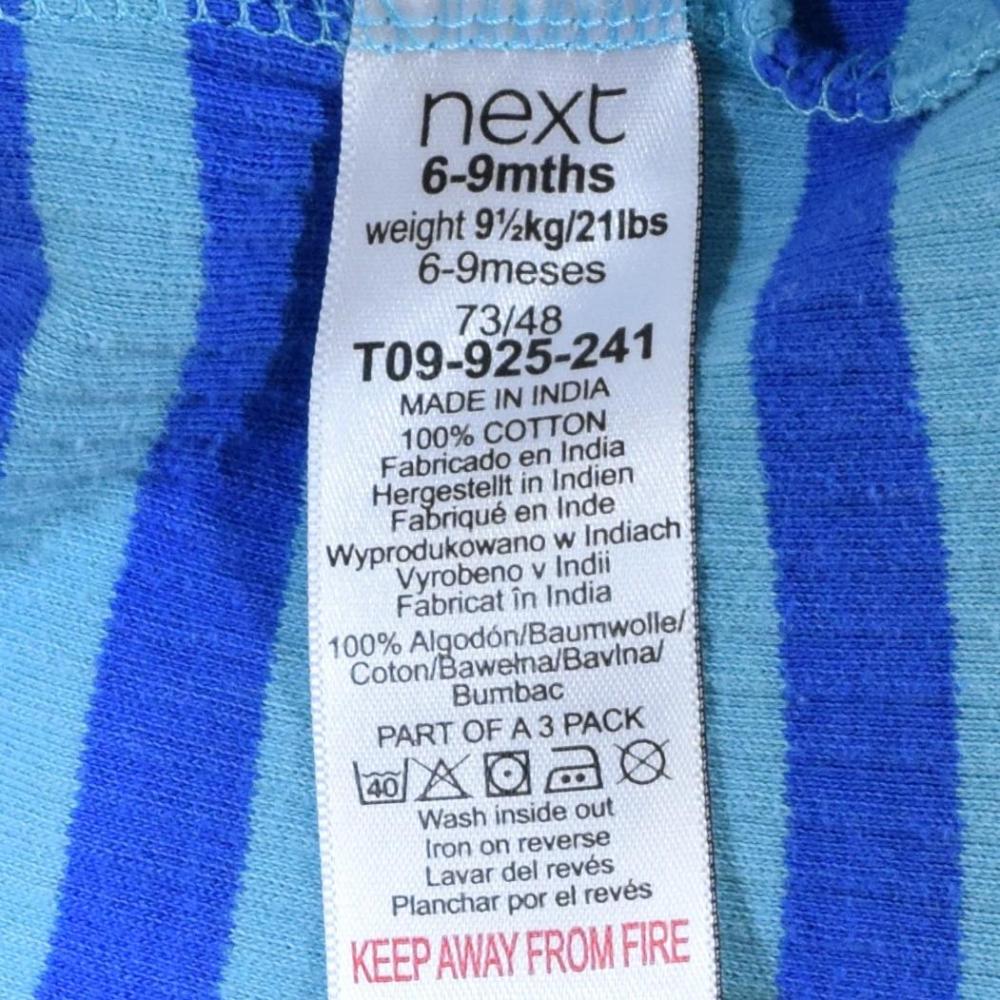 next
6-9mths
weight 9½kg/21lbs
6-9meses
73/48
T09-925-241
MADE IN INDIA
100% COTTON
Fabricado en India
Hergestellt in Indien
Fabriqué en Inde
Wyprodukowano w Indiach
Vyrobeno v Indii
Fabricat în India
100% Algodón/Baumwolle/
Coton/Bawełna/Bavlna/
Bumbac
PART OF A 3 PACK
40
Wash inside out
Iron on reverse
Lavar del revés
Planchar por el revés
KEEP AWAY FROM FIRE